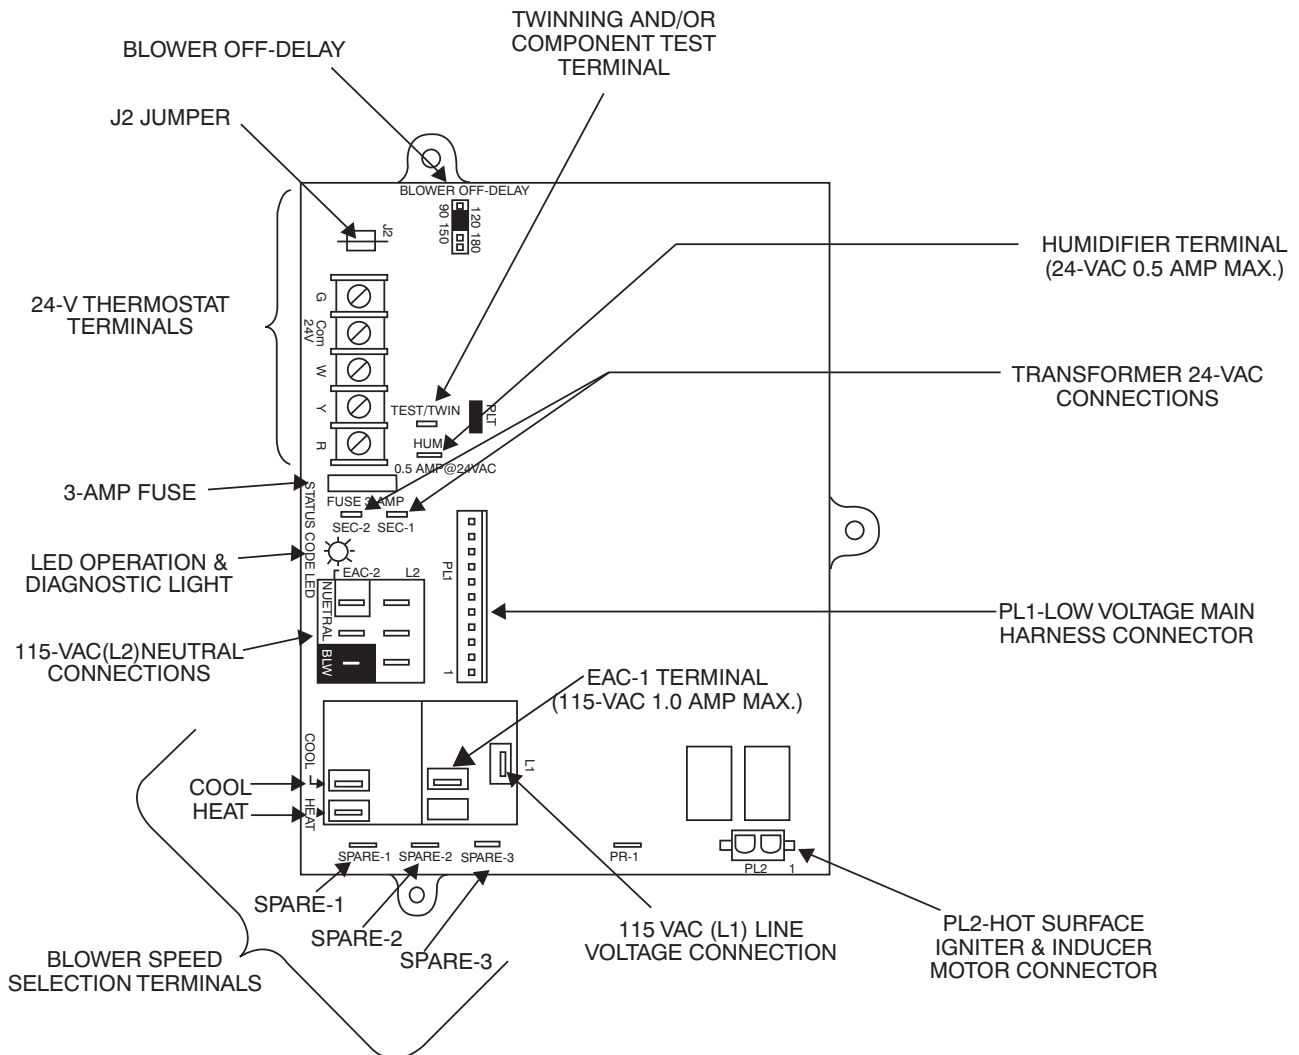 TWINNING AND/OR
COMPONENT TEST
TERMINAL
BLOWER OFF-DELAY
J2 JUMPER
BLOWER OFF-DELAY
90 150
120 180
J2
HUMIDIFIER TERMINAL
(24-VAC 0.5 AMP MAX.)
24-V THERMOSTAT
TERMINALS
G
Com
24V
W
Y
R
TRANSFORMER 24-VAC
CONNECTIONS
TEST/TWIN
PLT
HUM
0.5 AMP@24VAC
3-AMP FUSE
FUSE 3-AMP
STATUS CODE LED
SEC-2
SEC-1
LED OPERATION &
DIAGNOSTIC LIGHT
EAC-2
L2
NUETRAL
BLW
PL1
1
PL1-LOW VOLTAGE MAIN
HARNESS CONNECTOR
115-VAC(L2)NEUTRAL
CONNECTIONS
EAC-1 TERMINAL
(115-VAC 1.0 AMP MAX.)
L1
COOL
HEAT
COOL
HEAT
SPARE-1
SPARE-2
SPARE-3
PR-1
PL2
1
SPARE-1
SPARE-2
SPARE-3
115 VAC (L1) LINE
VOLTAGE CONNECTION
PL2-HOT SURFACE
IGNITER & INDUCER
MOTOR CONNECTOR
BLOWER SPEED
SELECTION TERMINALS